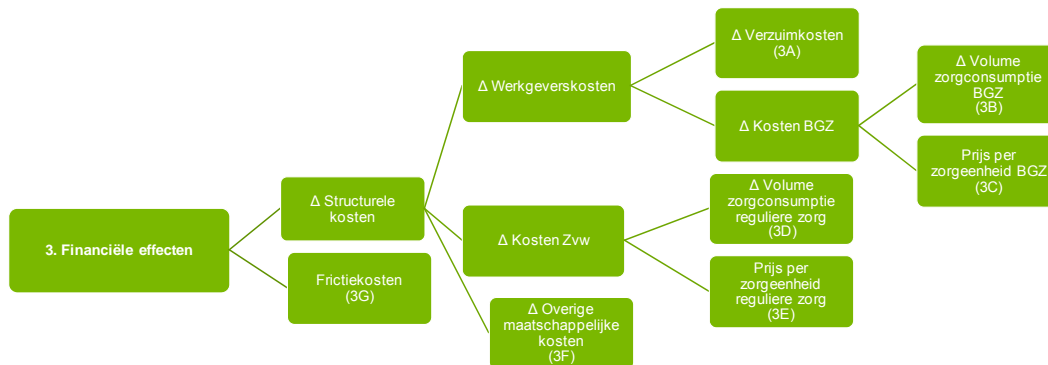 3. Financiële effecten
Δ Structurele
kosten
Frictiekosten
(3G)
Δ Werkgeverskosten
Δ Kosten Zvw
Δ Overige
maatschappelijke
kosten
(3F)
Δ Verzuimkosten
(3A)
Δ Kosten BGZ
Δ Volume
zorgconsumptie
reguliere zorg
(3D)
Prijs per
zorgeenheid
reguliere zorg
(3E)
Δ Volume
zorgconsumptie
BGZ
(3B)
Prijs per
zorgeenheid BGZ
(3C)